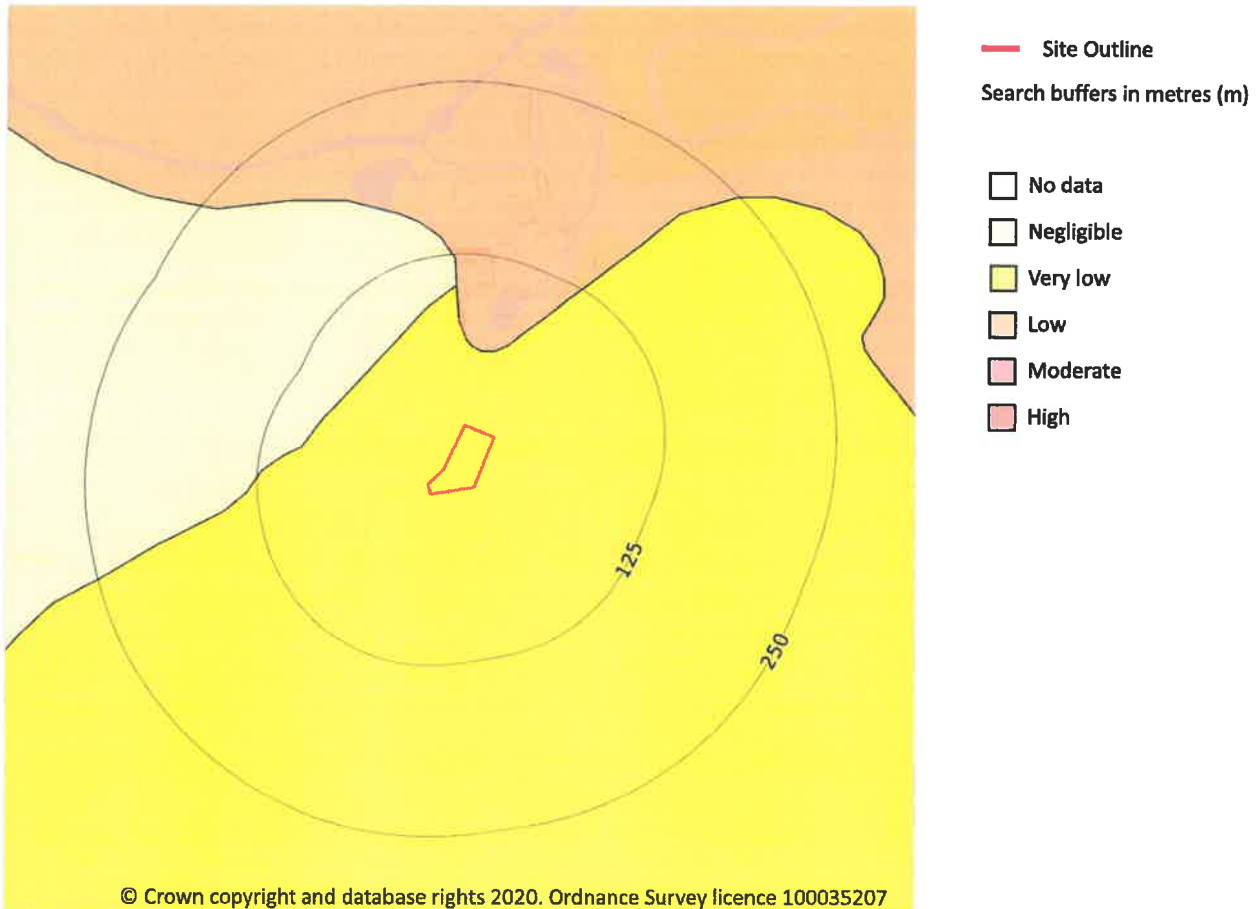 Site Outline
Search buffers in metres (m)
No data
Negligible
Very low
Low
Moderate
High
125
250
© Crown copyright and database rights 2020. Ordnance Survey licence 100035207